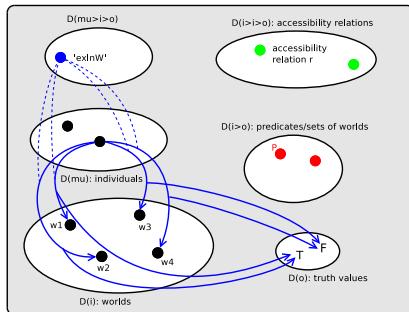 D(mu>i>o)
'exInW'
D(i>i>o): accessibility relations
accessibility
relation r
D(i>o): predicates/sets of worlds
P
D(mu): individuals
w1
w2
w3
w4
D(i): worlds
T
F
D(o): truth values